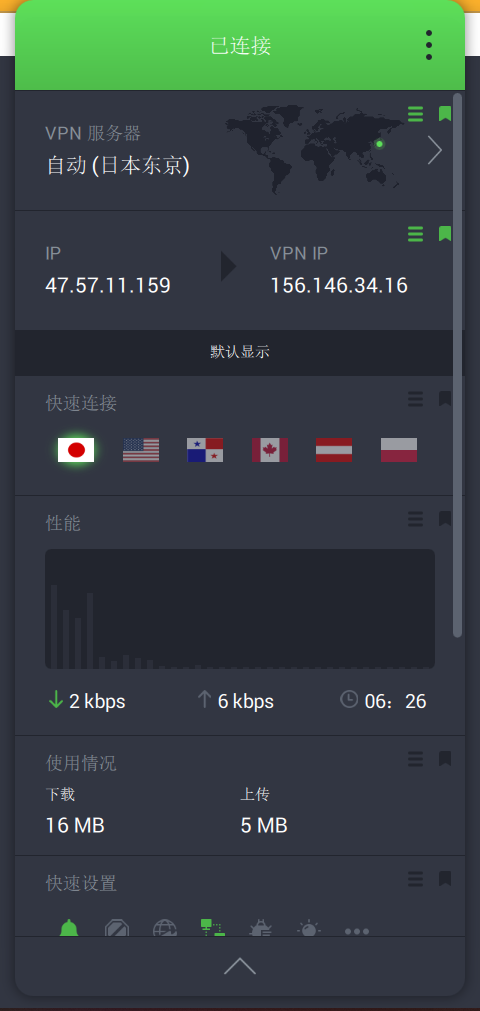 已连接
VPN 服务器
自动 (日本东京)
IP
VPN IP
47.57.11.159
156.146.34.16
默认显示
快速连接
性能
2 kbps
6 kbps
06：26
使用情况
下载
上传
16 MB
5 MB
快速设置